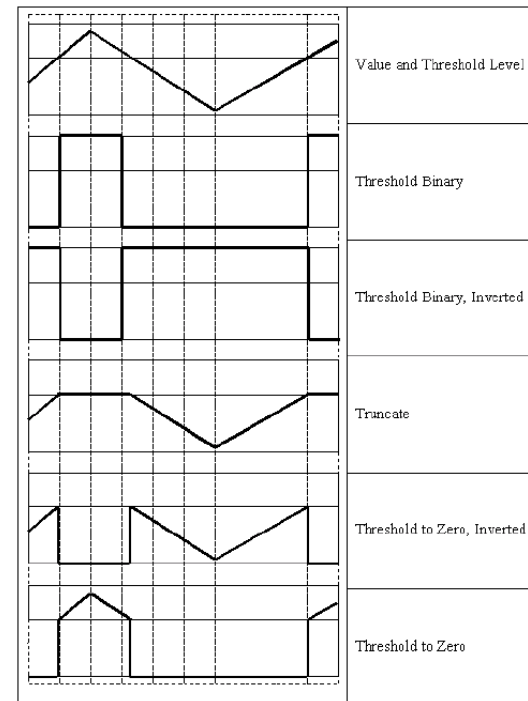 Value and Threshold Level
Threshold Binary
Threshold Binary, Inverted
Truncate
Threshold to Zero, Inverted
Threshold to Zero